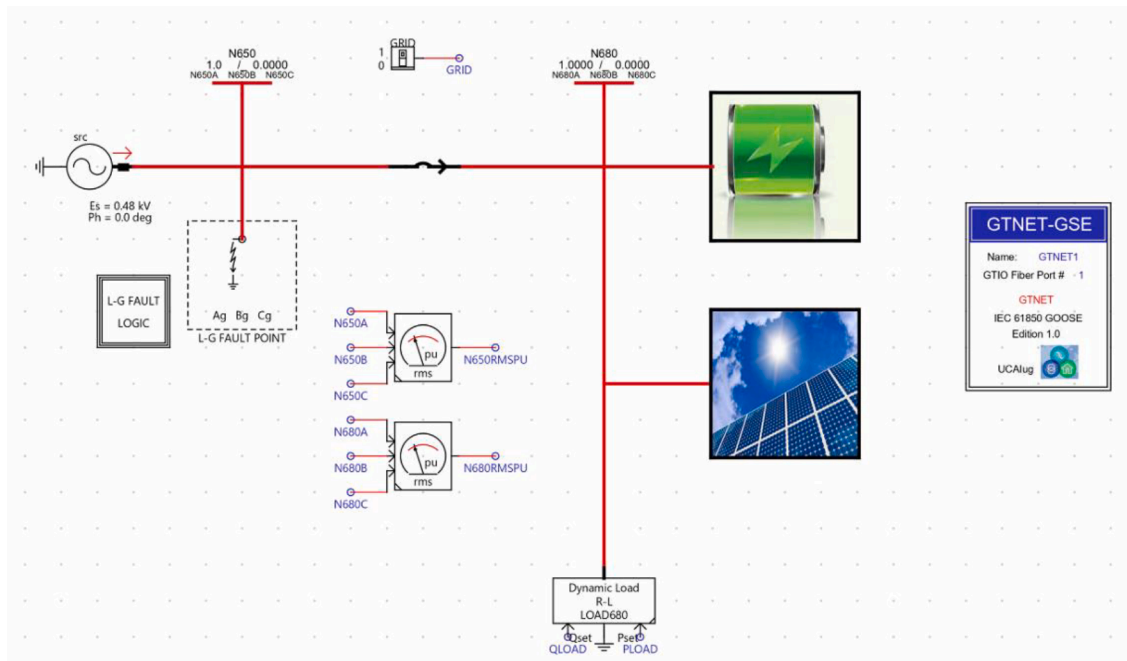 GRID
1
0
GRID
N650
1.0 / 0.0000
N650A N650B N650C
N680
1.0000 / 0.0000
N680A N680B N680C
src
Es = 0.48 kV
Ph = 0.0 deg
L-G FAULT
LOGIC
Ag Bg Cg
L-G FAULT POINT
N650A
N650B
N650C
pu
rms
N650RMSPU
N680A
N680B
N680C
pu
rms
N680RMSPU
GTNET-GSE
Name: GTNET1
GTIO Fiber Port # 1
GTNET
IEC 61850 GOOSE
Edition 1.0
UCAIug
Dynamic Load
R-L
LOAD680
Qset Pset
QLOAD PLOAD